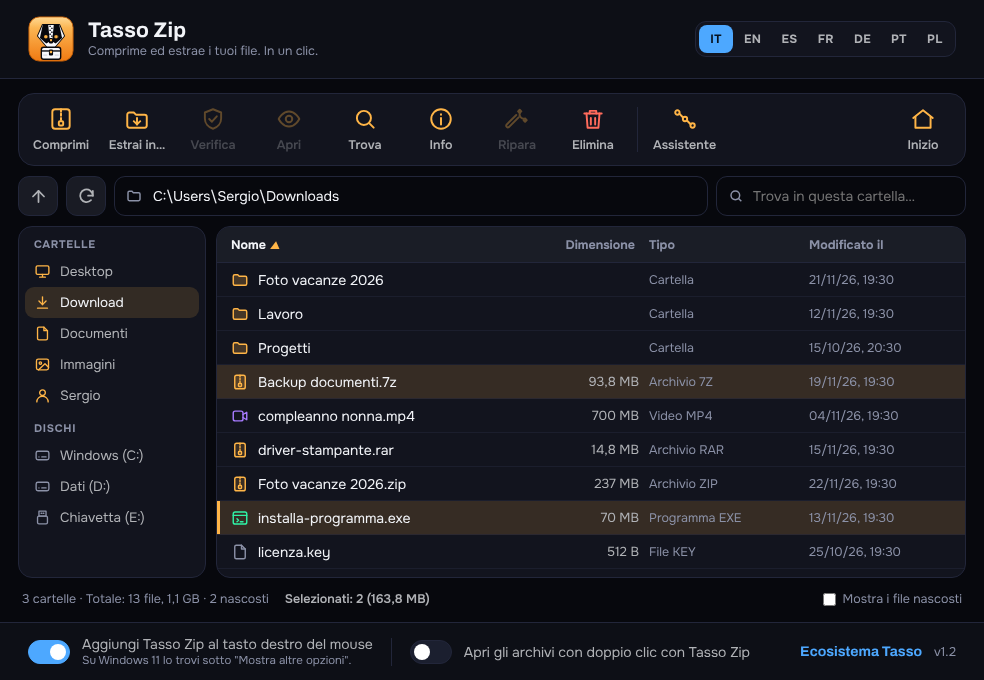 Tasso Zip
Comprime ed estrae i tuoi file. In un clic.
IT EN ES FR DE PT PL
Comprimi Estrai in... Verifica Apri Trova Info Ripara Elimina Assistente Inizio
C:\Users\Sergio\Downloads
Trova in questa cartella...
CARTELLE
Desktop
Download
Documenti
Immagini
Sergio
DISCHI
Windows (C:)
Dati (D:)
Chiavetta (E:)
Nome Dimensione Tipo Modificato il
Foto vacanze 2026 Cartella 21/11/26, 19:30
Lavoro Cartella 12/11/26, 19:30
Progetti Cartella 15/10/26, 20:30
Backup documenti.7z 93,8 MB Archivio 7Z 19/11/26, 19:30
compleanno nonna.mp4 700 MB Video MP4 04/11/26, 19:30
driver-stampante.rar 14,8 MB Archivio RAR 15/11/26, 19:30
Foto vacanze 2026.zip 237 MB Archivio ZIP 22/11/26, 19:30
installa-programma.exe 70 MB Programma EXE 13/11/26, 19:30
licenza.key 512 B File KEY 25/10/26, 19:30
3 cartelle · Totale: 13 file, 1,1 GB · 2 nascosti Selezionati: 2 (163,8 MB)
Mostra i file nascosti
Aggiungi Tasso Zip al tasto destro del mouse
Su Windows 11 lo trovi sotto "Mostra altre opzioni".
Apri gli archivi con doppio clic con Tasso Zip
Ecosistema Tasso v1.2